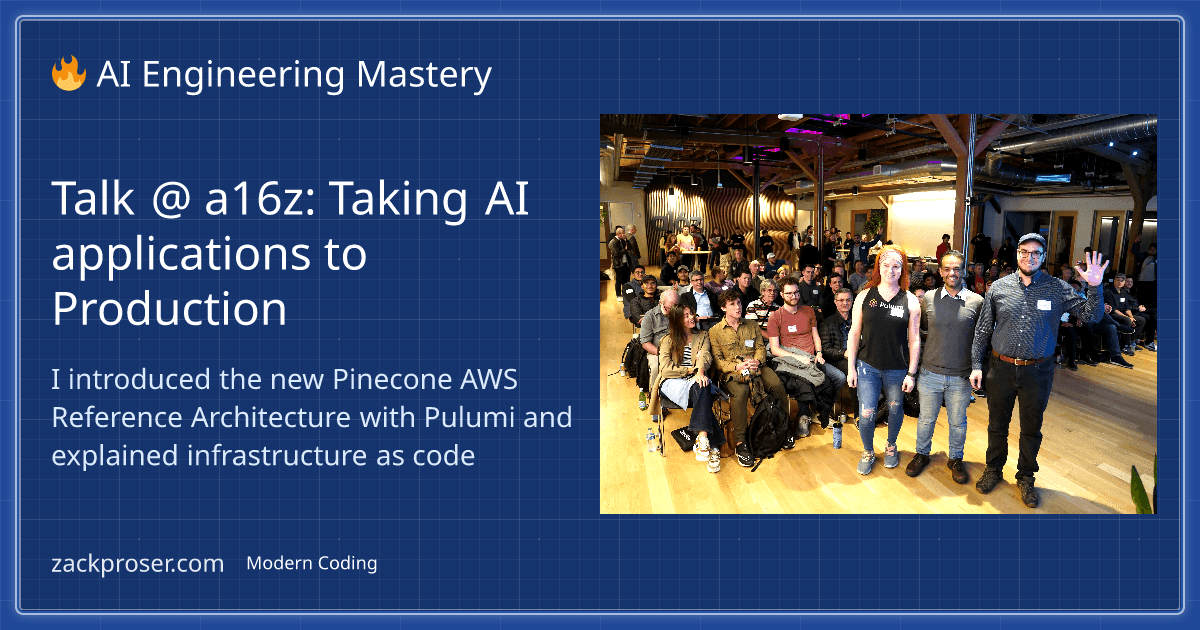 🔥 AI Engineering Mastery
Talk @ a16z: Taking AI
applications to
Production
I introduced the new Pinecone AWS
Reference Architecture with Pulumi and
explained infrastructure as code
Pulumi
zackproser.com Modern Coding